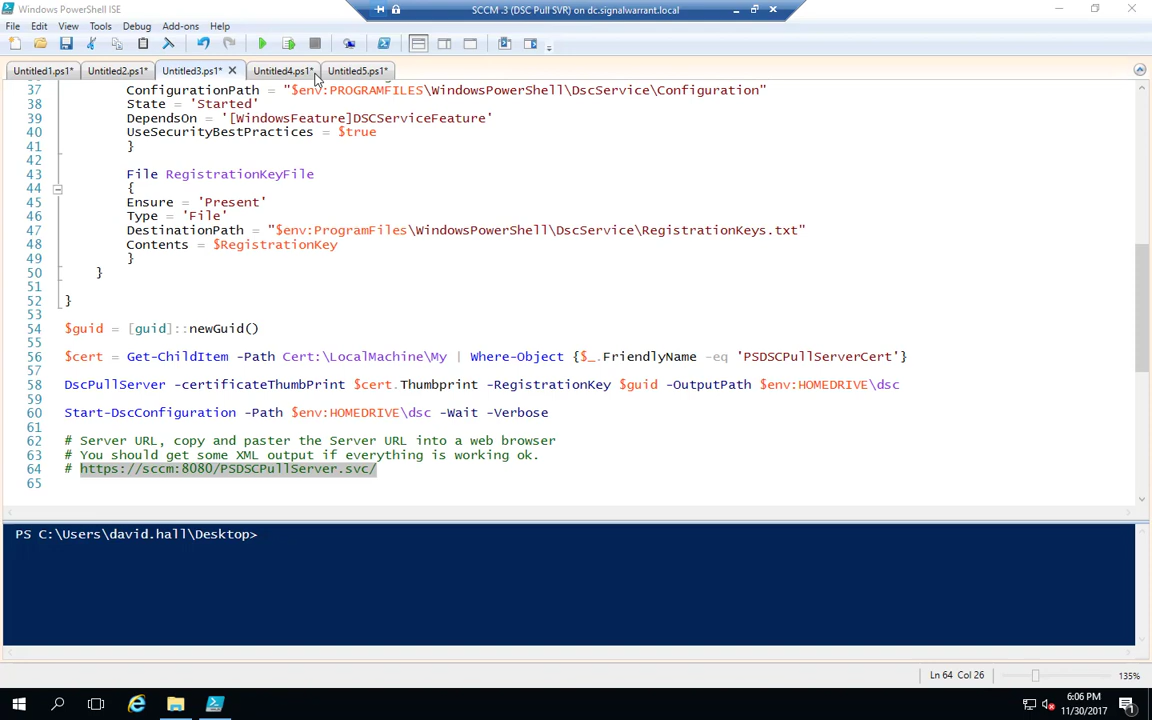 Windows PowerShell ISE
SCCM .3 (DSC Pull SVR) on dc.signalwarrant.local
File Edit View Tools Debug Add-ons Help
Untitled1.ps1* Untitled2.ps1* Untitled3.ps1* Untitled4.ps1* Untitled5.ps1*
37 ConfigurationPath = "$env:PROGRAMFILES\WindowsPowerShell\DscService\Configuration"
38 State = 'Started'
39 DependsOn = '[WindowsFeature]DSCServiceFeature'
40 UseSecurityBestPractices = $true
41 }
42
43 File RegistrationKeyFile
44 {
45 Ensure = 'Present'
46 Type = 'File'
47 DestinationPath = "$env:ProgramFiles\WindowsPowerShell\DscService\RegistrationKeys.txt"
48 Contents = $RegistrationKey
49 }
50 }
51
52 }
53
54 $guid = [guid]::newGuid()
55
56 $cert = Get-ChildItem -Path Cert:\LocalMachine\My | Where-Object {$_.FriendlyName -eq 'PSDSCPullServerCert'}
57
58 DscPullServer -certificateThumbPrint $cert.Thumbprint -RegistrationKey $guid -OutputPath $env:HOMEDRIVE\dsc
59
60 Start-DscConfiguration -Path $env:HOMEDRIVE\dsc -Wait -Verbose
61
62 # Server URL, copy and paster the Server URL into a web browser
63 # You should get some XML output if everything is working ok.
64 # https://sccm:8080/PSDSCPullServer.svc/
65
PS C:\Users\david.hall\Desktop>
Ln 64 Col 26 135%
6:06 PM
11/30/2017
1